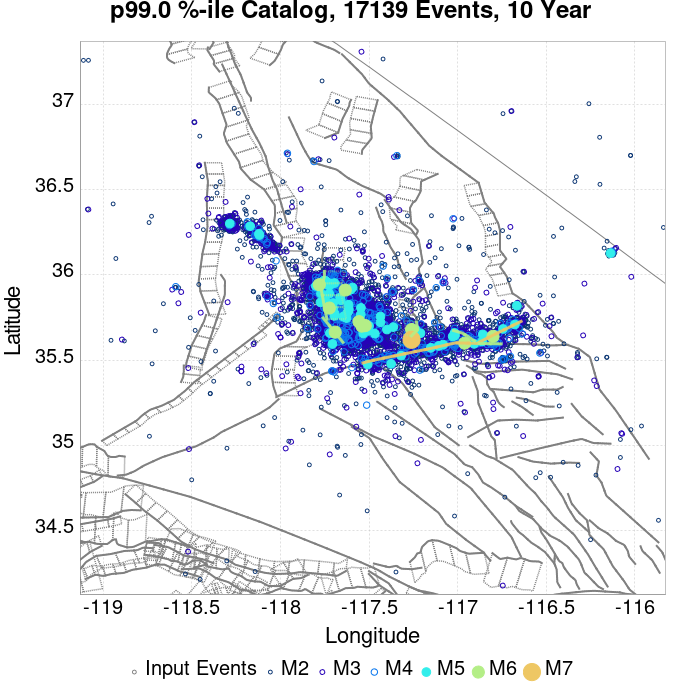 p99.0 %-ile Catalog, 17139 Events, 10 Year
37
36.5
36
35.5
35
34.5
Latitude
-119 -118.5 -118 -117.5 -117 -116.5 -116
Longitude
Input Events M2 M3 M4 M5 M6 M7